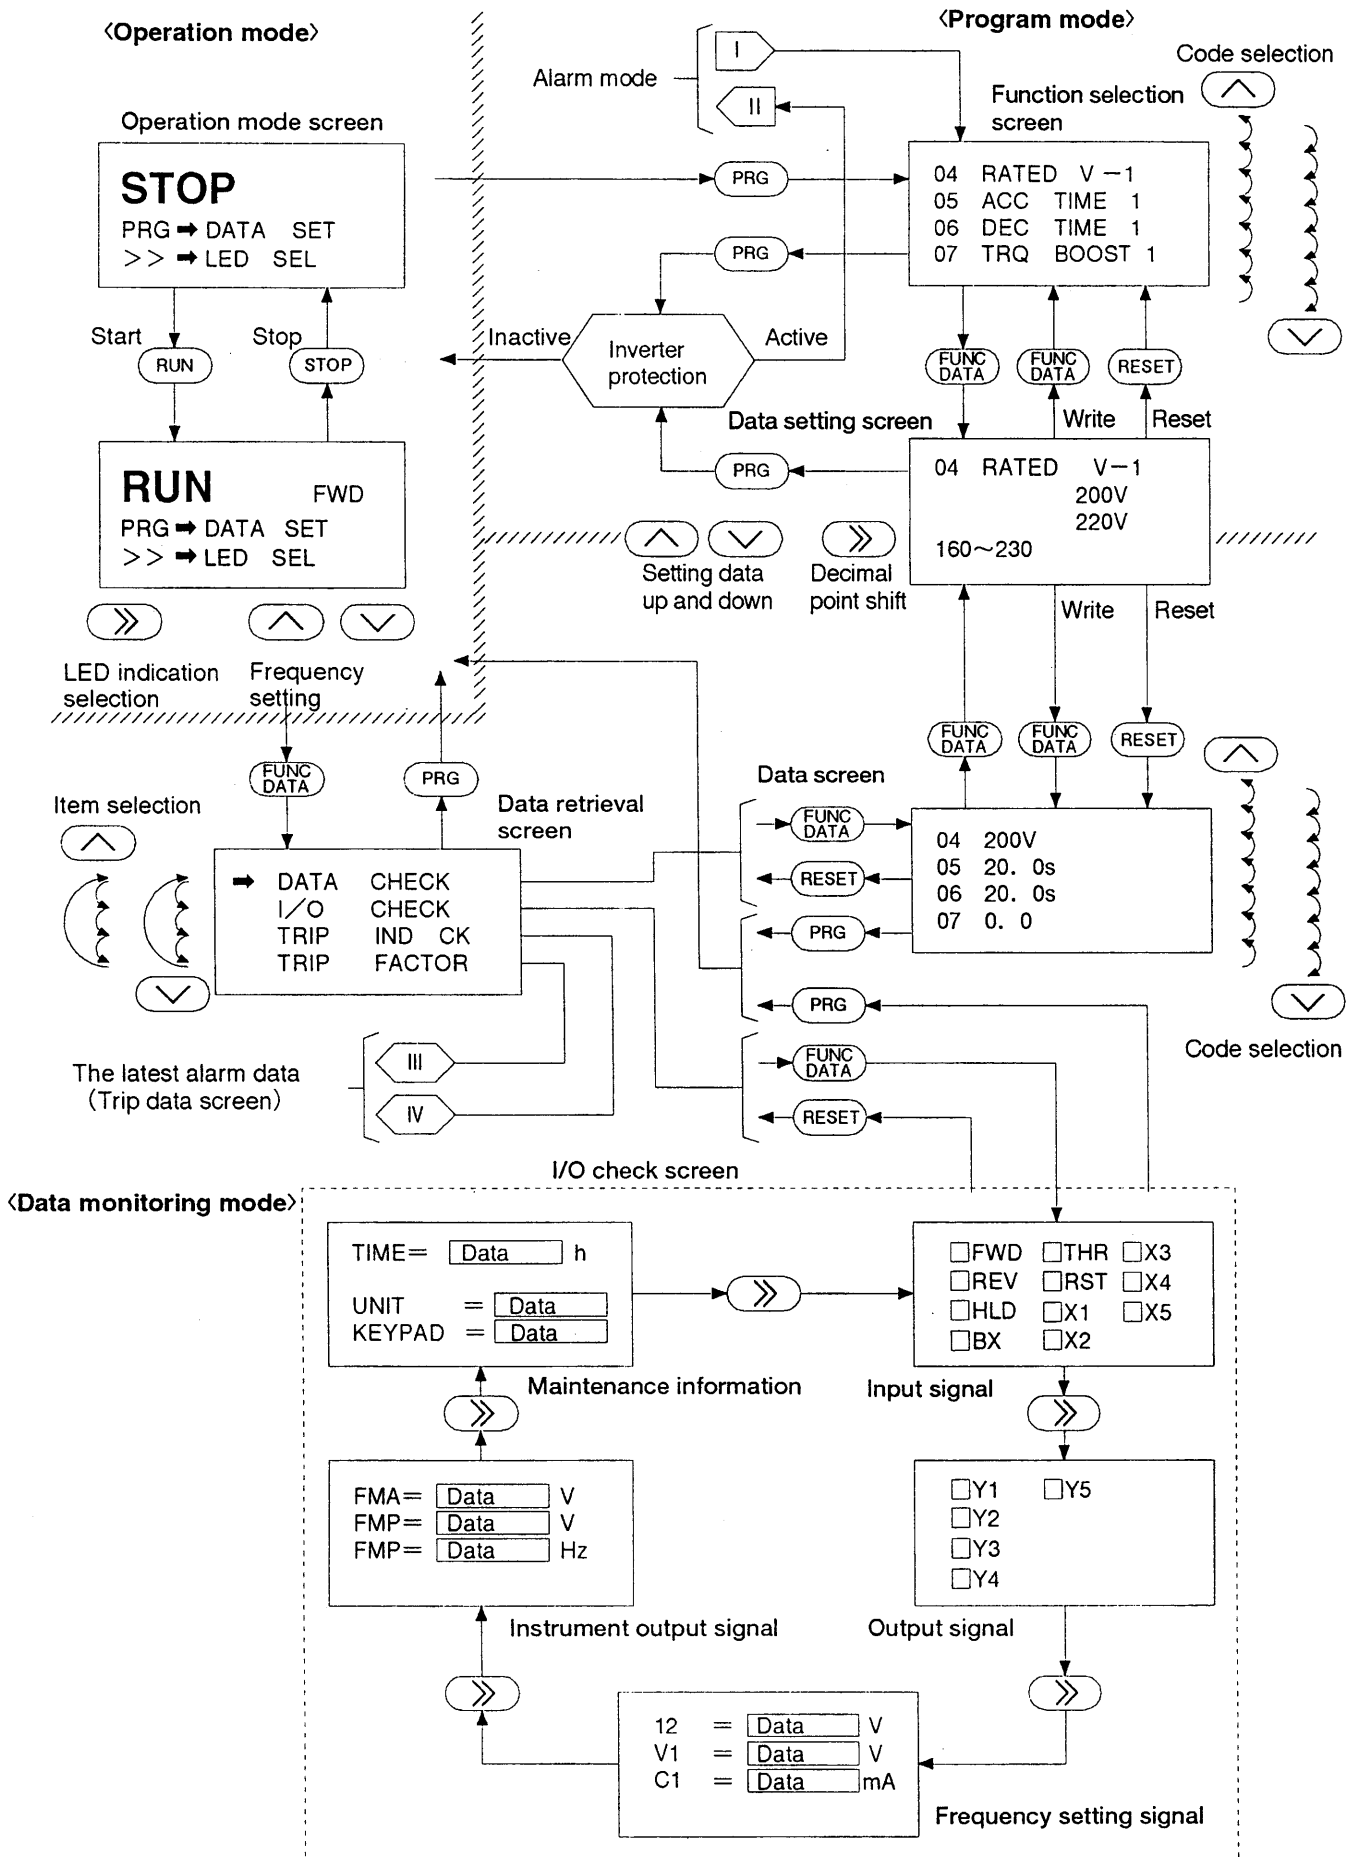 〈Operation mode〉
〈Program mode〉
Alarm mode
I
II
Code selection
Function selection
screen
Operation mode screen
STOP
PRG ➡ DATA SET
>> ➡ LED SEL
PRG
04 RATED V−1
05 ACC TIME 1
06 DEC TIME 1
07 TRQ BOOST 1
PRG
Start
RUN
Stop
STOP
Inactive
Inverter
protection
Active
FUNC
DATA
FUNC
DATA
RESET
Write
Reset
Data setting screen
RUN FWD
PRG ➡ DATA SET
>> ➡ LED SEL
PRG
04 RATED V−1
200V
220V
160～230
Setting data
up and down
Decimal
point shift
Write
Reset
LED indication
selection
Frequency
setting
FUNC
DATA
FUNC
DATA
RESET
FUNC
DATA
PRG
Item selection
Data retrieval
screen
Data screen
➡ DATA CHECK
I/O CHECK
TRIP IND CK
TRIP FACTOR
FUNC
DATA
RESET
PRG
PRG
04 200V
05 20. 0s
06 20. 0s
07 0. 0
Code selection
The latest alarm data
(Trip data screen)
III
IV
FUNC
DATA
RESET
I/O check screen
〈Data monitoring mode〉
TIME= Data h
UNIT = Data
KEYPAD = Data
Maintenance information
□FWD □THR □X3
□REV □RST □X4
□HLD □X1 □X5
□BX □X2
Input signal
FMA= Data V
FMP= Data V
FMP= Data Hz
Instrument output signal
□Y1 □Y5
□Y2
□Y3
□Y4
Output signal
12 = Data V
V1 = Data V
C1 = Data mA
Frequency setting signal